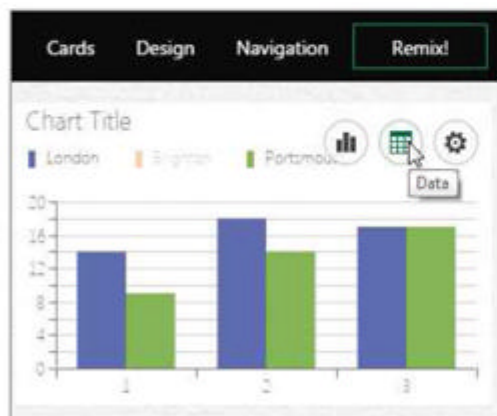 Cards Design Navigation Remix!
Chart Title
London Brighton Portsmou
Data
20
16
12
8
4
0
1 2 3